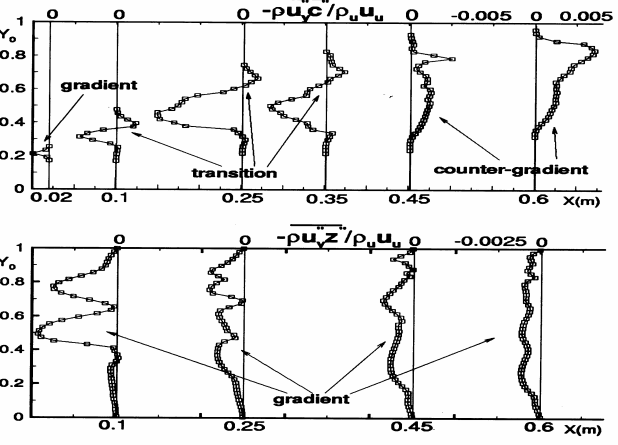 0 0 0 0 -0.005 0 0.005
-ρu"ᵧc"/ρᵤuᵤ
Y₀
1
0.8
0.6
0.4
0.2
0
gradient
transition
counter-gradient
0.02 0.1 0.25 0.35 0.45 0.6 X(m)
0 0 0 -0.0025 0
-ρu"ᵧz"/ρᵤuᵤ
Y₀
1
0.8
0.6
0.4
0.2
0
gradient
0.1 0.25 0.45 0.6 X(m)